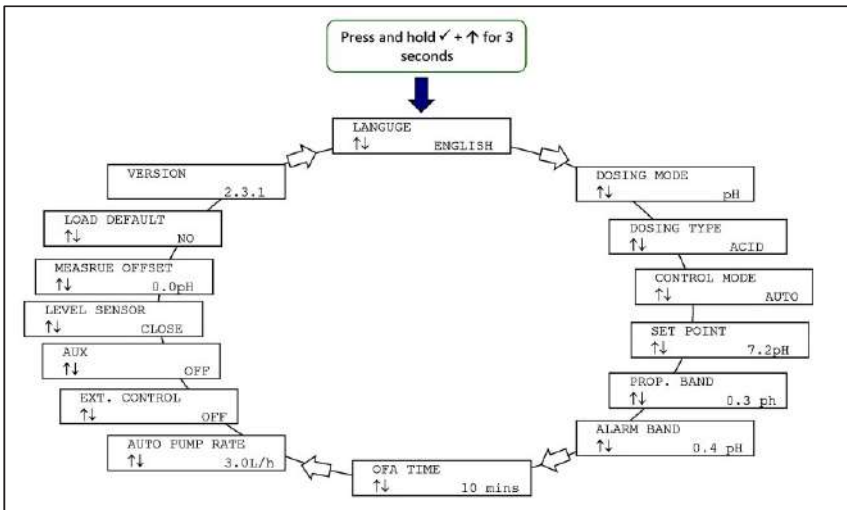 Press and hold ✓ + ↑ for 3
seconds
LANGUGE
↑↓ ENGLISH
DOSING MODE
↑↓ pH
DOSING TYPE
↑↓ ACID
CONTROL MODE
↑↓ AUTO
SET POINT
↑↓ 7.2pH
PROP. BAND
↑↓ 0.3 ph
ALARM BAND
↑↓ 0.4 pH
OFA TIME
↑↓ 10 mins
AUTO PUMP RATE
↑↓ 3.0L/h
EXT. CONTROL
↑↓ OFF
AUX
↑↓ OFF
LEVEL SENSOR
↑↓ CLOSE
MEASRUE OFFSET
↑↓ 0.0pH
LOAD DEFAULT
↑↓ NO
VERSION
2.3.1